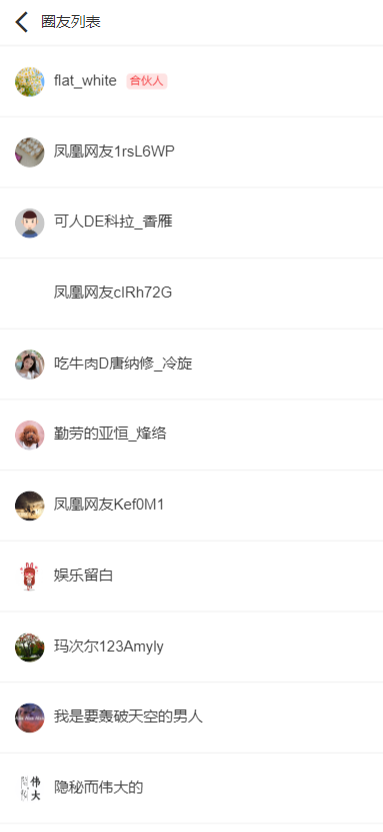 圈友列表
flat_white 合伙人
凤凰网友1rsL6WP
可人DE科拉_香雁
凤凰网友clRh72G
吃牛肉D唐纳修_冷旋
勤劳的亚恒_烽络
凤凰网友Kef0M1
娱乐留白
玛次尔123Amyly
我是要轰破天空的男人
隐秘而伟大的